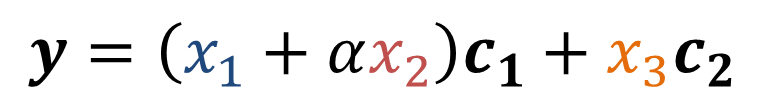 y = (x₁ + αx₂)c₁ + x₃c₂